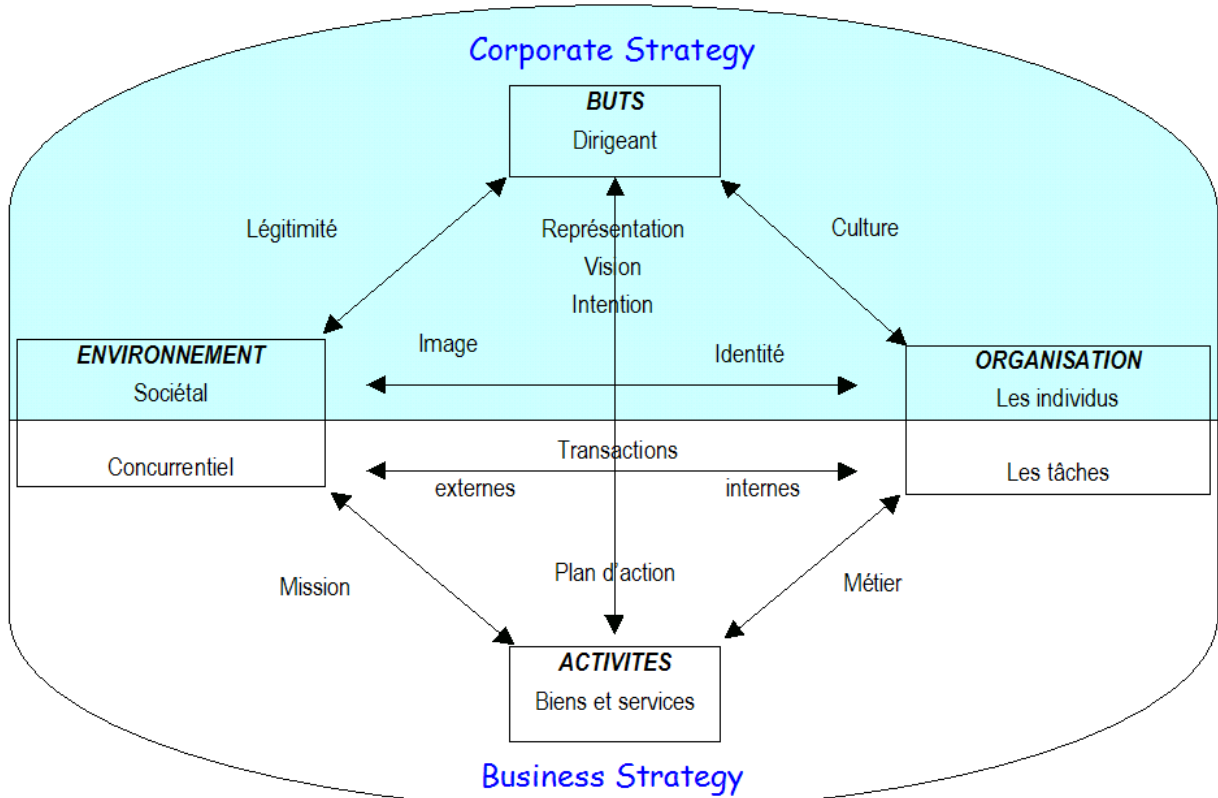 Corporate Strategy
BUTS
Dirigeant
Légitimité
Représentation
Culture
Vision
Intention
Image
Identité
ENVIRONNEMENT
Sociétal
ORGANISATION
Les individus
Concurrentiel
Transactions
Les tâches
externes
internes
Mission
Plan d'action
Métier
ACTIVITES
Biens et services
Business Strategy